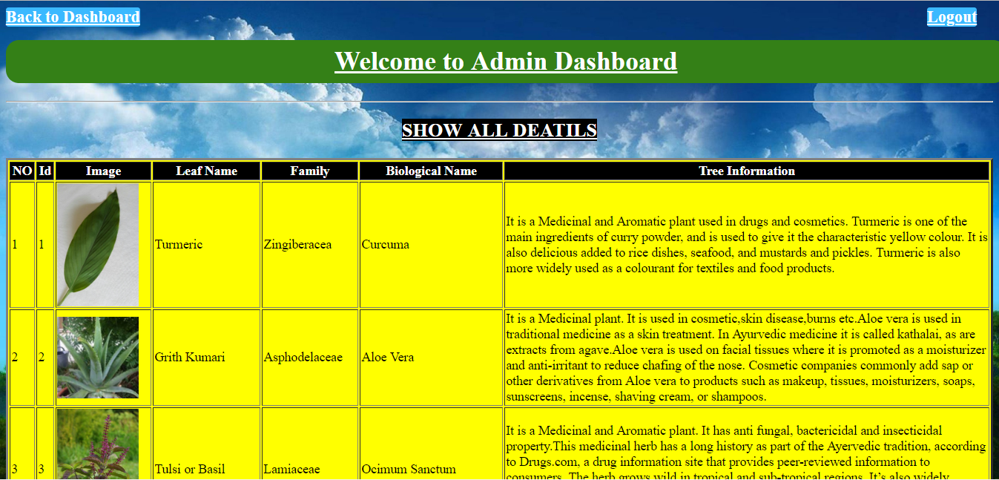 Back to Dashboard
Logout
Welcome to Admin Dashboard
SHOW ALL DEATILS
NO Id Image Leaf Name Family Biological Name Tree Information
1 1 Turmeric Zingiberacea Curcuma
It is a Medicinal and Aromatic plant used in drugs and cosmetics. Turmeric is one of the
main ingredients of curry powder, and is used to give it the characteristic yellow colour. It is
also delicious added to rice dishes, seafood, and mustards and pickles. Turmeric is also
more widely used as a colourant for textiles and food products.
2 2 Grith Kumari Asphodelaceae Aloe Vera
It is a Medicinal plant. It is used in cosmetic,skin disease,burns etc.Aloe vera is used in
traditional medicine as a skin treatment. In Ayurvedic medicine it is called kathalai, as are
extracts from agave.Aloe vera is used on facial tissues where it is promoted as a moisturizer
and anti-irritant to reduce chafing of the nose. Cosmetic companies commonly add sap or
other derivatives from Aloe vera to products such as makeup, tissues, moisturizers, soaps,
sunscreens, incense, shaving cream, or shampoos.
3 3 Tulsi or Basil Lamiaceae Ocimum Sanctum
It is a Medicinal and Aromatic plant. It has anti fungal, bactericidal and insecticidal
property.This medicinal herb has a long history as part of the Ayervedic tradition, according
to Drugs.com, a drug information site that provides peer-reviewed information to
consumers. The herb grows wild in tropical and sub-tropical regions. It's also widely